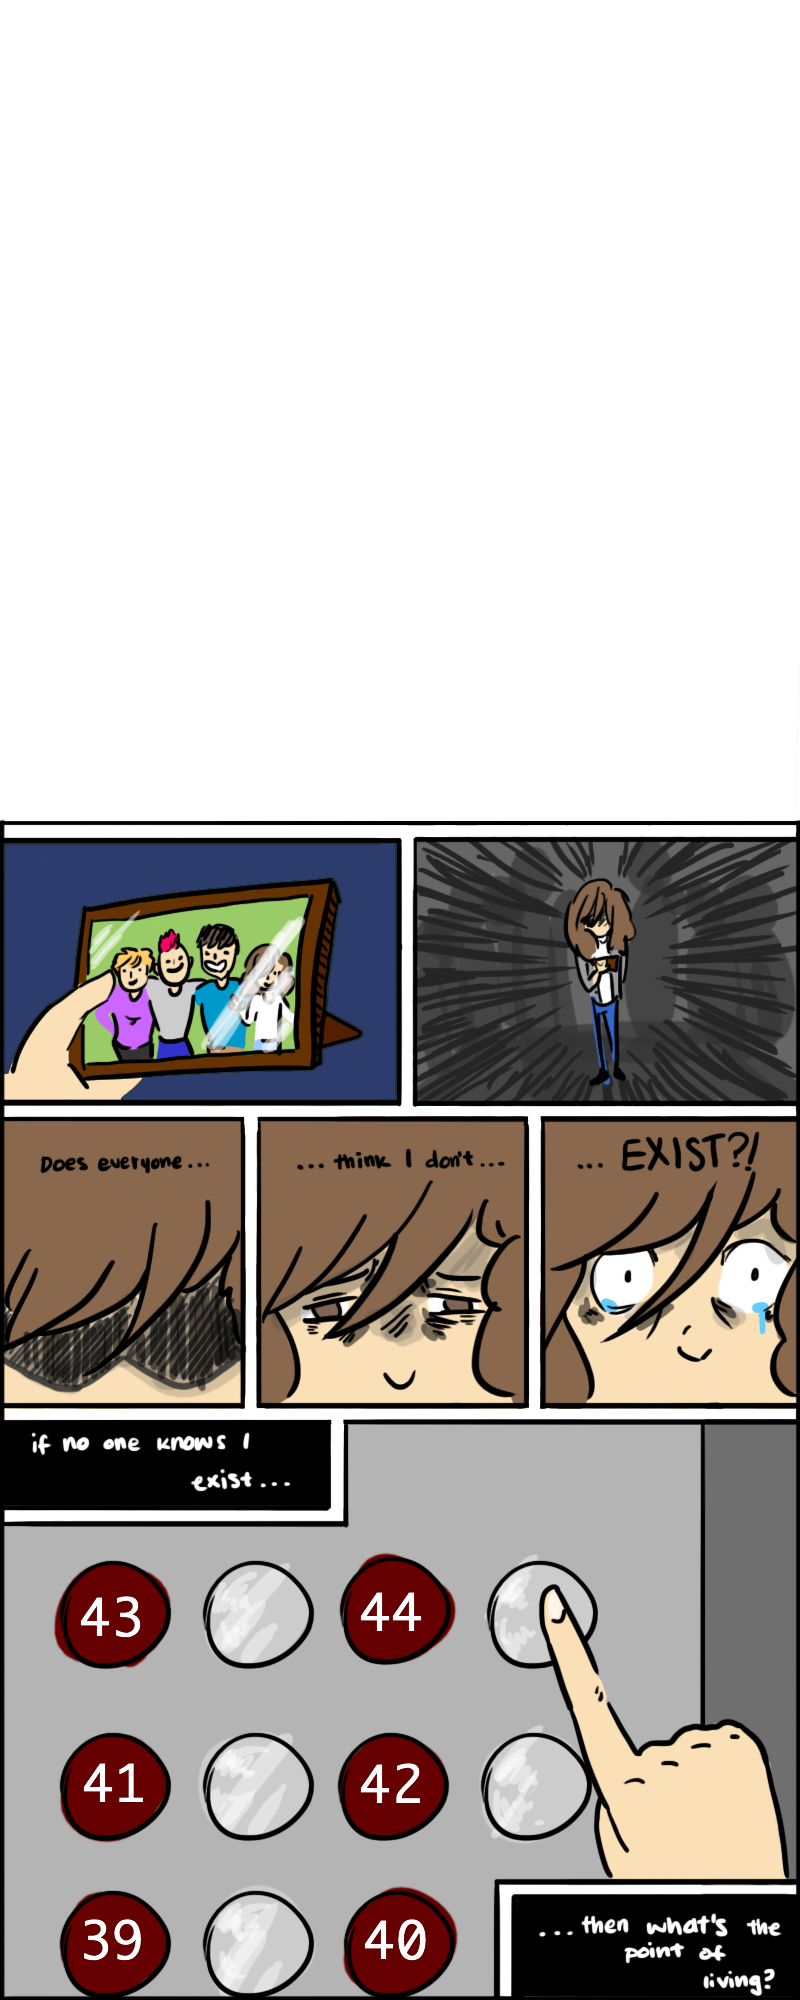 Does everyone...
... think I don't...
... EXIST?!
if no one knows I
exist...
43 44
41 42
39 40
...then what's the
point of
living?